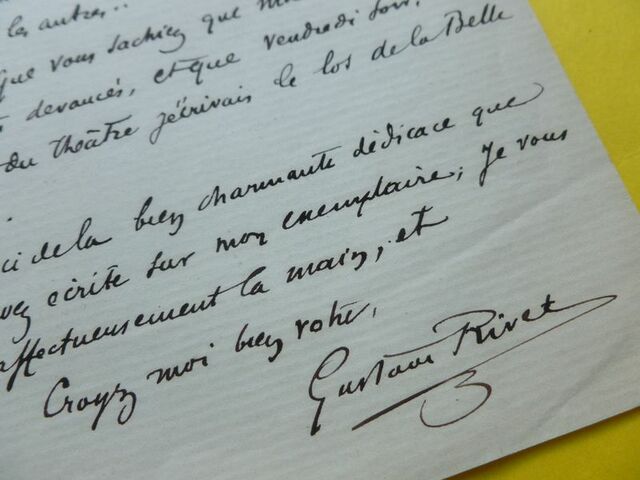 les autres..
que vous sachiez que
devancés, et que vendredi soir,
du théâtre j'écrivais le los de la Belle
ci de la bien charmante dédicace que
vez écrite sur mon exemplaire; je vous
affectueusement la main, et
Croyez moi bien votre,
Gustave Rivet